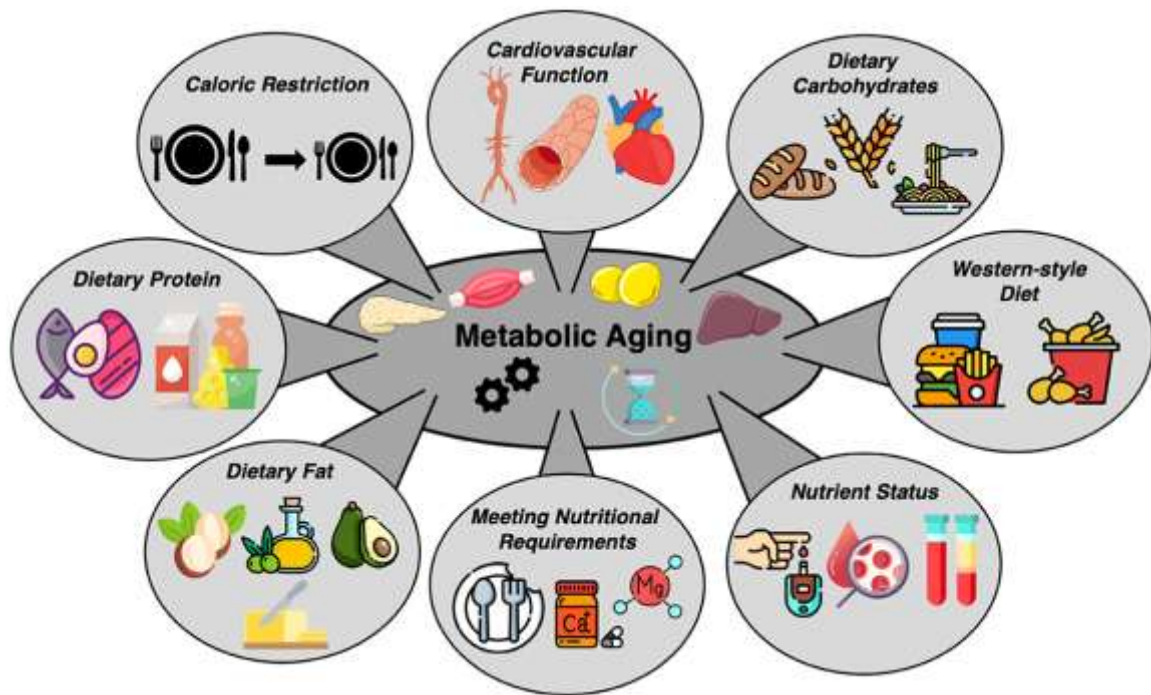 Caloric Restriction
Cardiovascular
Function
Dietary
Carbohydrates
Dietary Protein
Metabolic Aging
Western-style
Diet
Dietary Fat
Meeting Nutritional
Requirements
Ca+
Mg
Nutrient Status